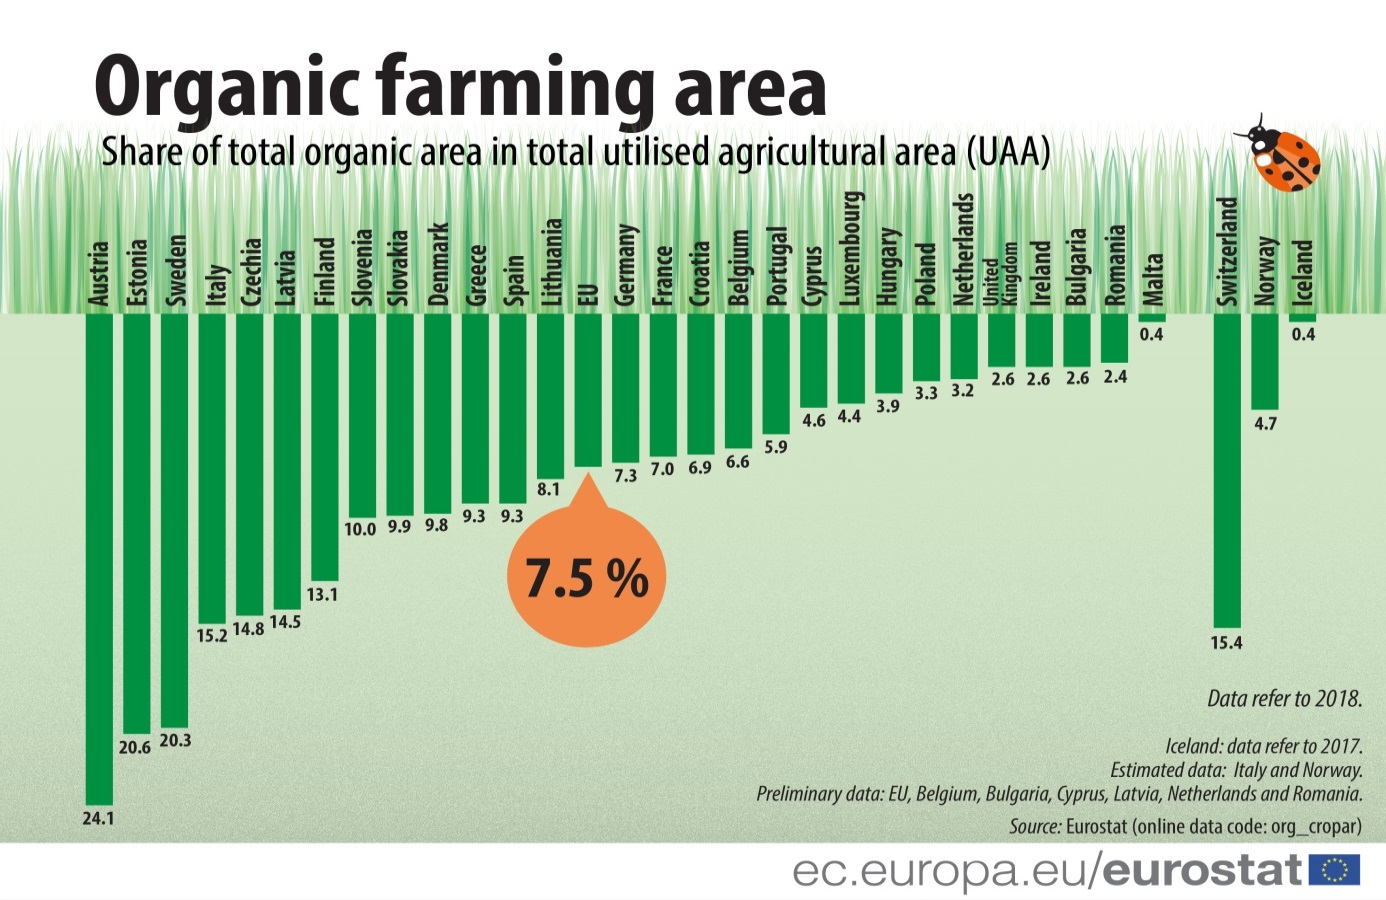 Organic farming area
Share of total organic area in total utilised agricultural area (UAA)
Austria
Estonia
Sweden
Italy
Czechia
Latvia
Finland
Slovenia
Slovakia
Denmark
Greece
Spain
Lithuania
EU
Germany
France
Croatia
Belgium
Portugal
Cyprus
Luxembourg
Hungary
Poland
Netherlands
United
Kingdom
Ireland
Bulgaria
Romania
Malta
Switzerland
Norway
Iceland
24.1
20.6
20.3
15.2
14.8
14.5
13.1
10.0
9.9
9.8
9.3
9.3
8.1
7.5 %
7.3
7.0
6.9
6.6
5.9
4.6
4.4
3.9
3.3
3.2
2.6
2.6
2.6
2.4
0.4
15.4
4.7
0.4
Data refer to 2018.
Iceland: data refer to 2017.
Estimated data: Italy and Norway.
Preliminary data: EU, Belgium, Bulgaria, Cyprus, Latvia, Netherlands and Romania.
Source: Eurostat (online data code: org_cropar)
ec.europa.eu/eurostat